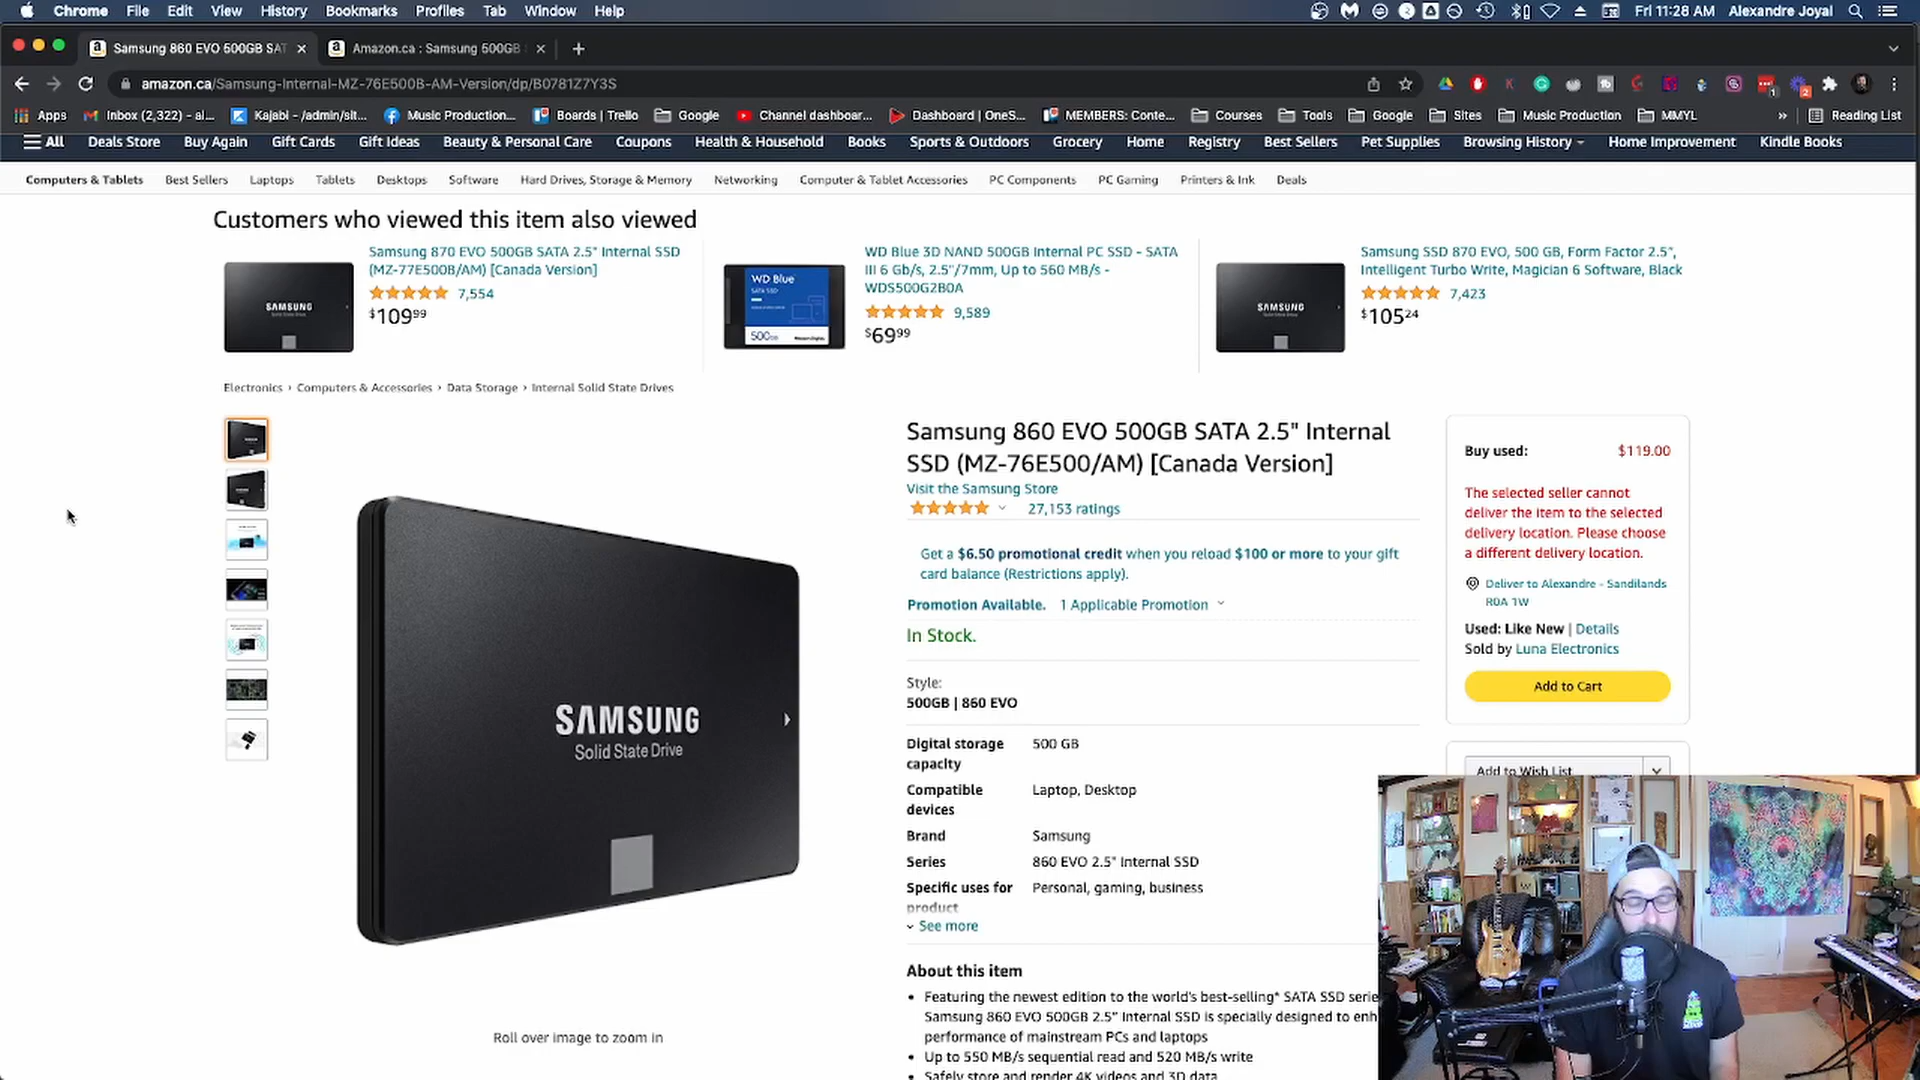 Chrome File Edit View History Bookmarks Profiles Tab Window Help Fri 11:28 AM Alexandre Joyal
Samsung 860 EVO 500GB SAT Amazon.ca : Samsung 500GB
amazon.ca/Samsung-Internal-MZ-76E500B-AM-Version/dp/B0781Z7Y3S
Apps Inbox (2,322) – al... Kajabi - /admin/sit... Music Production... Boards | Trello Google Channel dashboar... Dashboard | OneS... MEMBERS: Conte... Courses Tools Google Sites Music Production MMYL » Reading List
All Deals Store Buy Again Gift Cards Gift Ideas Beauty & Personal Care Coupons Health & Household Books Sports & Outdoors Grocery Home Registry Best Sellers Pet Supplies Browsing History Home Improvement Kindle Books
Computers & Tablets Best Sellers Laptops Tablets Desktops Software Hard Drives, Storage & Memory Networking Computer & Tablet Accessories PC Components PC Gaming Printers & Ink Deals
Customers who viewed this item also viewed
SAMSUNG
Samsung 870 EVO 500GB SATA 2.5" Internal SSD
(MZ-77E500B/AM) [Canada Version]
7,554
$109.99
WD Blue
500GB
WD Blue 3D NAND 500GB Internal PC SSD - SATA
III 6 Gb/s, 2.5"/7mm, Up to 560 MB/s -
WDS500G2B0A
9,589
$69.99
SAMSUNG
Samsung SSD 870 EVO, 500 GB, Form Factor 2.5",
Intelligent Turbo Write, Magician 6 Software, Black
7,423
$105.24
Electronics › Computers & Accessories › Data Storage › Internal Solid State Drives
SAMSUNG
Solid State Drive
Roll over image to zoom in
Samsung 860 EVO 500GB SATA 2.5" Internal
SSD (MZ-76E500/AM) [Canada Version]
Visit the Samsung Store
27,153 ratings
Get a $6.50 promotional credit when you reload $100 or more to your gift
card balance (Restrictions apply).
Promotion Available. 1 Applicable Promotion
In Stock.
Style:
500GB | 860 EVO
Digital storage capacity 500 GB
Compatible devices Laptop, Desktop
Brand Samsung
Series 860 EVO 2.5" Internal SSD
Specific uses for product Personal, gaming, business
See more
About this item
• Featuring the newest edition to the world's best-selling* SATA SSD serie
Samsung 860 EVO 500GB 2.5" Internal SSD is specially designed to enh
performance of mainstream PCs and laptops
• Up to 550 MB/s sequential read and 520 MB/s write
• Safely store and render 4K videos and 3D data
Buy used: $119.00
The selected seller cannot
deliver the item to the selected
delivery location. Please choose
a different delivery location.
Deliver to Alexandre - Sandilands
R0A 1W
Used: Like New | Details
Sold by Luna Electronics
Add to Cart
Add to Wish List